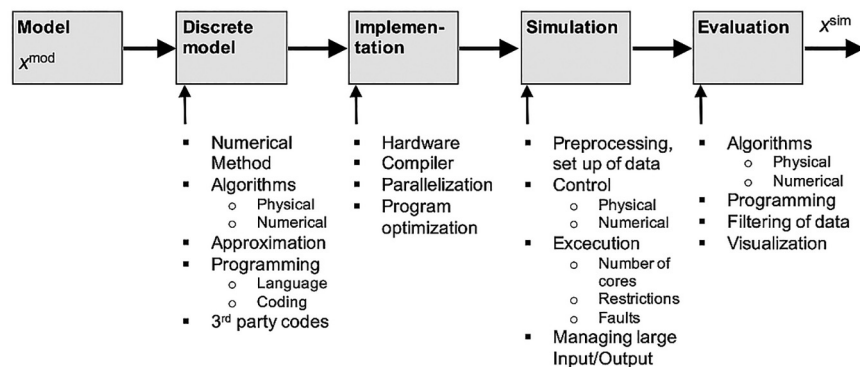 Model
x^mod
Discrete
model
Implemen-
tation
Simulation
Evaluation
x^sim
▪ Numerical
Method
▪ Algorithms
o Physical
o Numerical
▪ Approximation
▪ Programming
o Language
o Coding
▪ 3rd party codes
▪ Hardware
▪ Compiler
▪ Parallelization
▪ Program
optimization
▪ Preprocessing,
set up of data
▪ Control
o Physical
o Numerical
▪ Excecution
o Number of
cores
o Restrictions
o Faults
▪ Managing large
Input/Output
▪ Algorithms
o Physical
o Numerical
▪ Programming
▪ Filtering of data
▪ Visualization